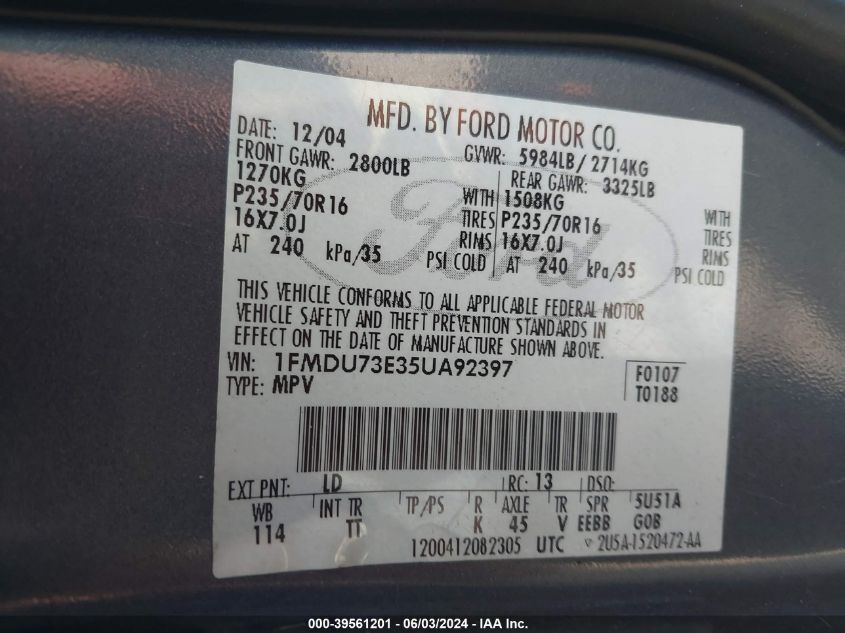 MFD. BY FORD MOTOR CO.
DATE: 12/04 GVWR: 5984LB/ 2714KG
FRONT GAWR: 2800LB REAR GAWR: 3325LB
1270KG WITH 1508KG WITH
P235/70R16 TIRES P235/70R16 TIRES
16X7.0J RIMS 16X7.0J RIMS
AT 240 kPa/35 PSI COLD AT 240 kPa/35 PSI COLD
Ford
THIS VEHICLE CONFORMS TO ALL APPLICABLE FEDERAL MOTOR
VEHICLE SAFETY AND THEFT PREVENTION STANDARDS IN
EFFECT ON THE DATE OF MANUFACTURE SHOWN ABOVE.
VIN: 1FMDU73E35UA92397 F0107
TYPE: MPV T0188
EXT PNT: LD RC: 13 DSO:
WB INT TR TP/PS R AXLE TR SPR 5U51A
114 TT K 45 V EEBB GOB
1200412082305 UTC 2U5A-1520472-AA
000-39561201 - 06/03/2024 - IAA Inc.